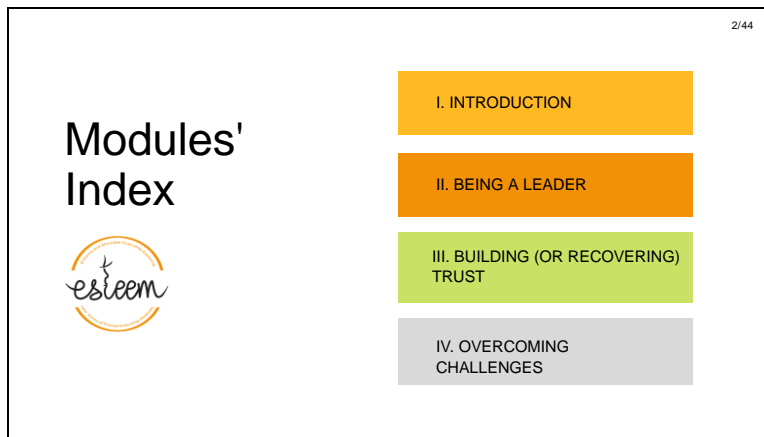 2/44
Modules'
Index
esteem
I. INTRODUCTION
II. BEING A LEADER
III. BUILDING (OR RECOVERING)
TRUST
IV. OVERCOMING
CHALLENGES